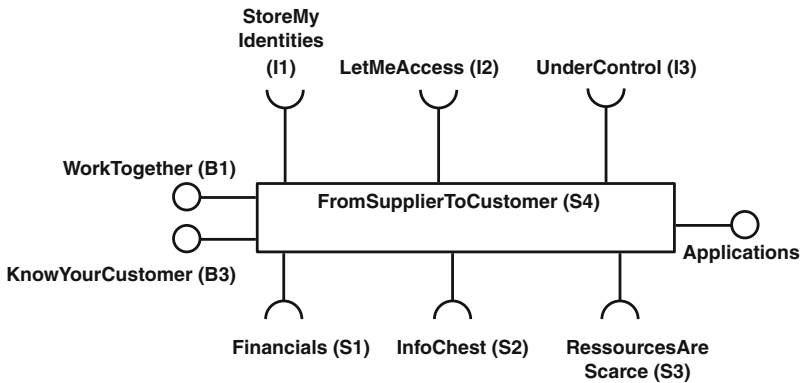 StoreMy
Identities
(I1)
LetMeAccess (I2)
UnderControl (I3)
WorkTogether (B1)
FromSupplierToCustomer (S4)
Applications
KnowYourCustomer (B3)
Financials (S1)
InfoChest (S2)
RessourcesAre
Scarce (S3)